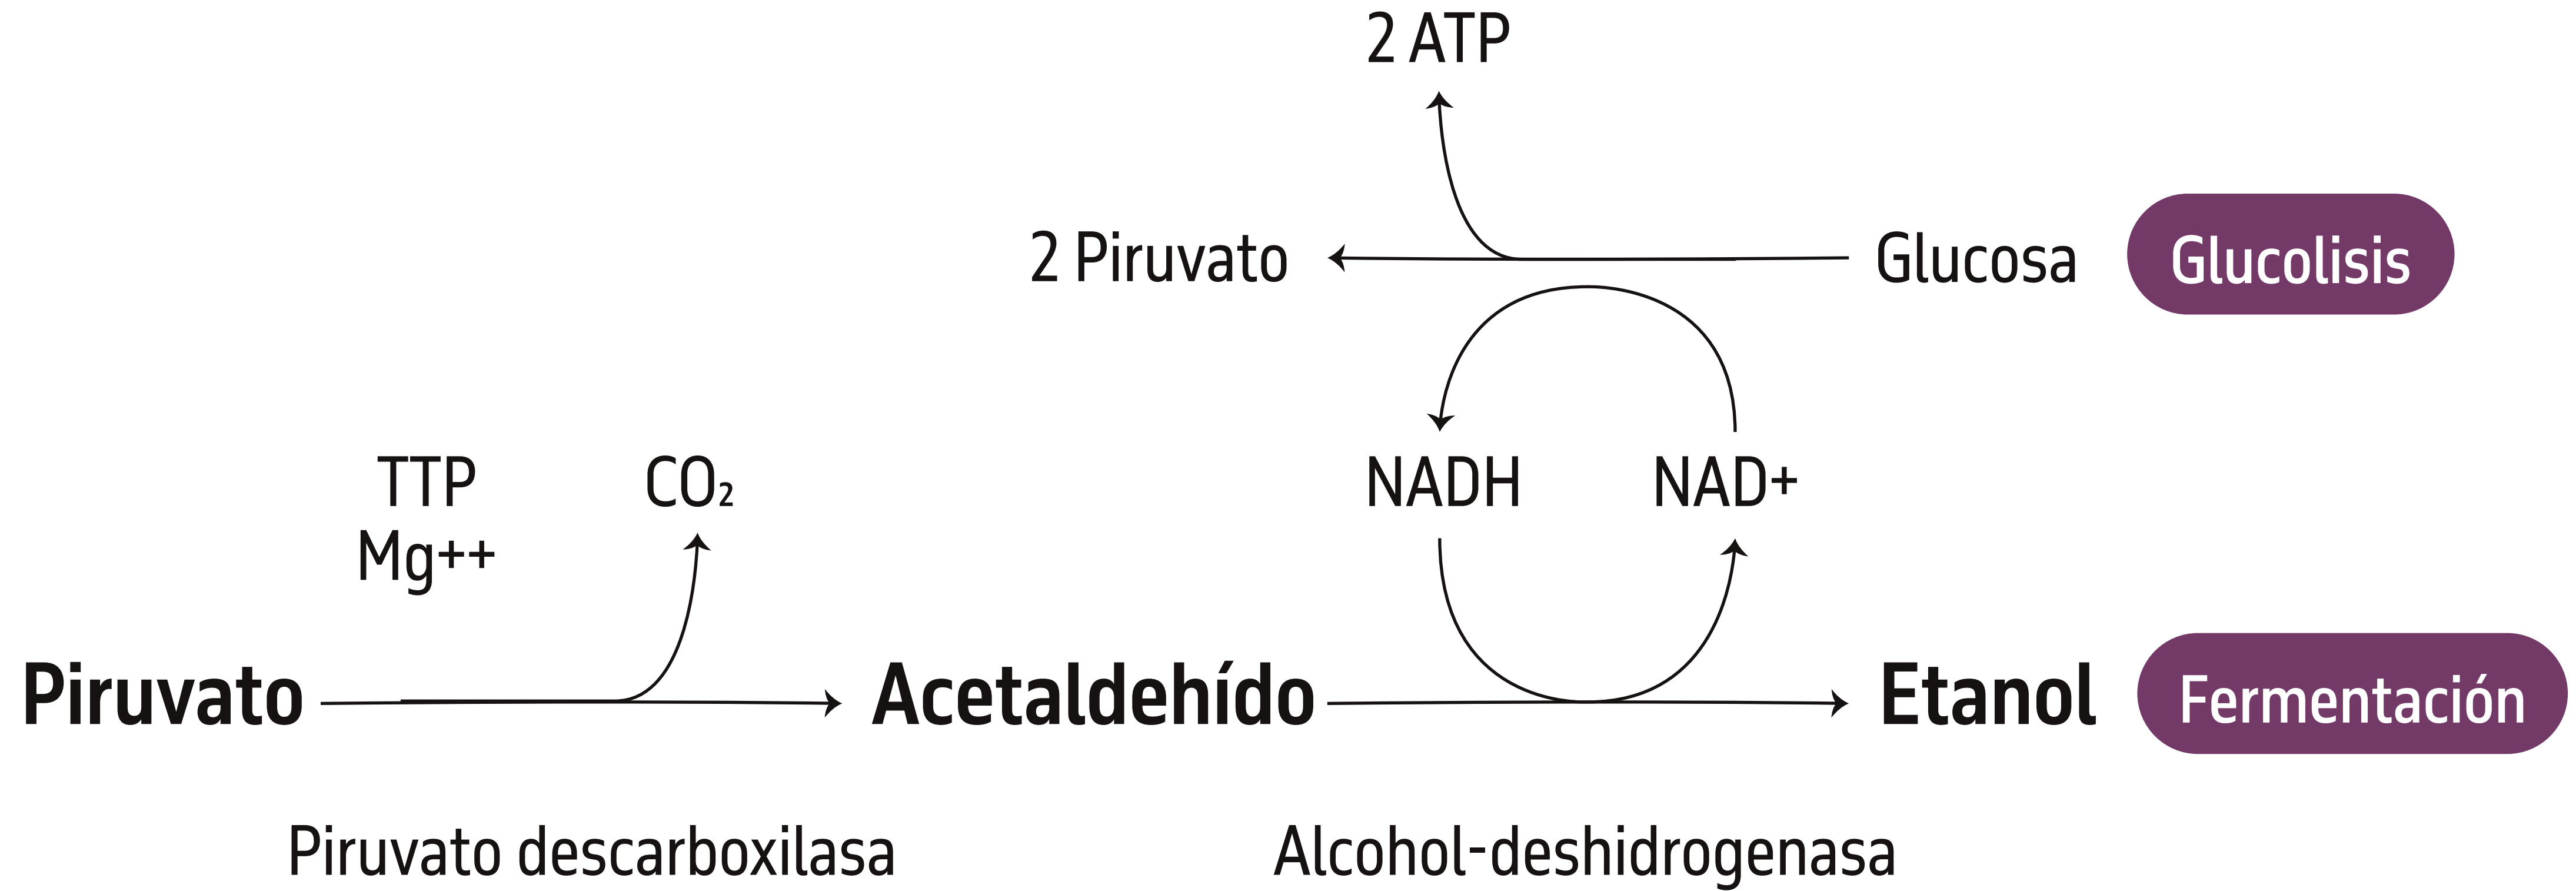 2 ATP
2 Piruvato
Glucosa
Glucolisis
TTP
Mg++
CO₂
NADH
NAD+
Piruvato
Acetaldehído
Etanol
Fermentación
Piruvato descarboxilasa
Alcohol-deshidrogenasa